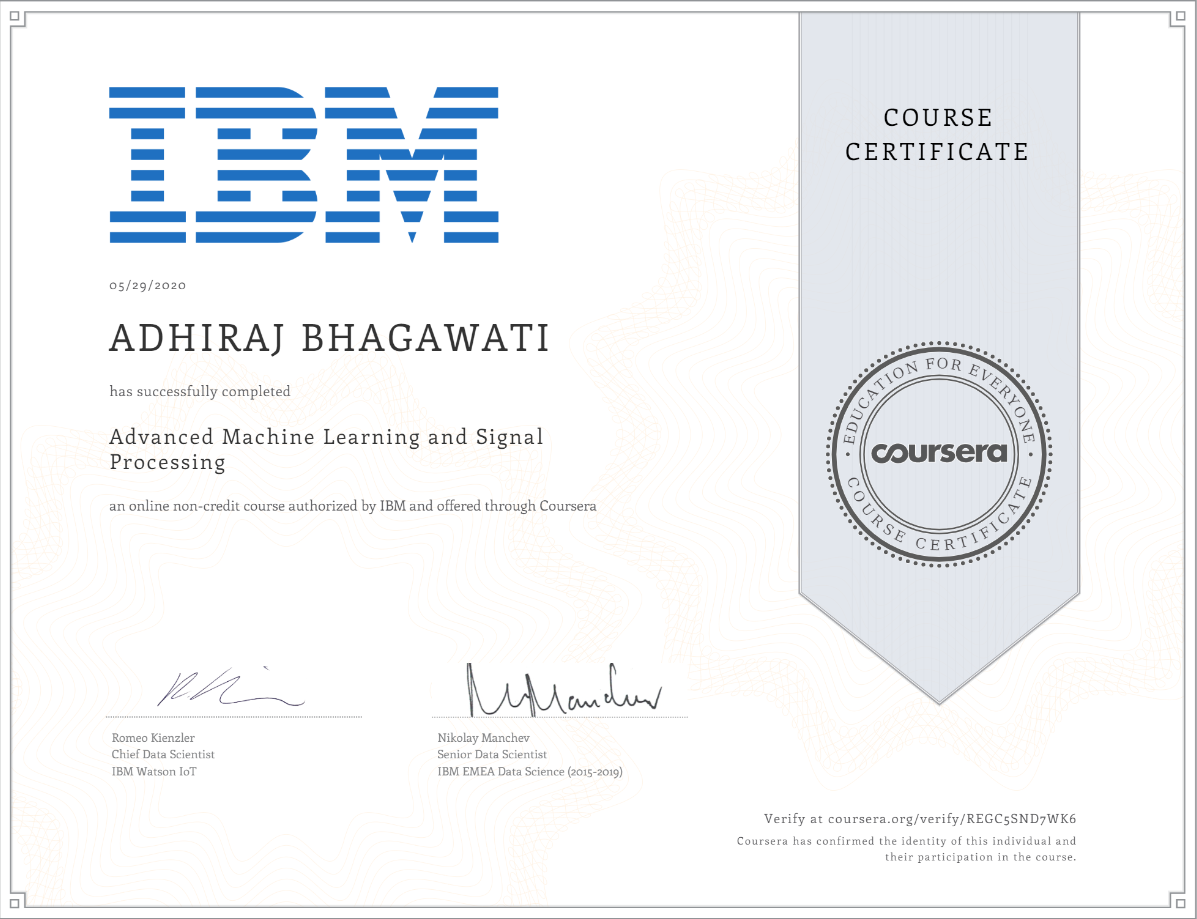 IBM
COURSE
CERTIFICATE
05/29/2020
ADHIRAJ BHAGAWATI
has successfully completed
Advanced Machine Learning and Signal
Processing
an online non-credit course authorized by IBM and offered through Coursera
EDUCATION FOR EVERYONE
coursera
COURSE CERTIFICATE
Romeo Kienzler
Chief Data Scientist
IBM Watson IoT
Nikolay Manchev
Senior Data Scientist
IBM EMEA Data Science (2015-2019)
Verify at coursera.org/verify/REGC5SND7WK6
Coursera has confirmed the identity of this individual and
their participation in the course.